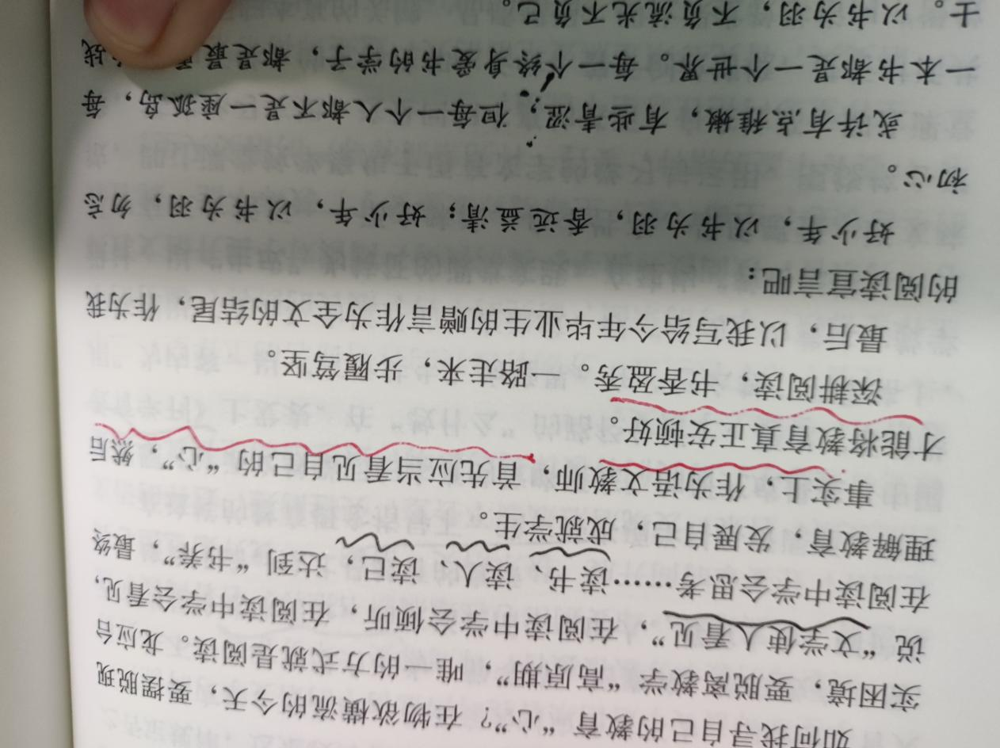 如何找寻自己的教育“心”？在物欲横流的今天，要摆脱现
实困境，要脱离教学“高原期”，唯一的方式就是阅读。龙应台
说“文学使人看见”，在阅读中学会倾听，在阅读中学会看见，
在阅读中学会思考……读书、读人、读己，达到“书养”，最终
理解教育，发展自己，成就学生。
事实上，作为语文教师，首先应当看见自己的“心”，然后
才能将教育真正安顿好。
深耕阅读，书香盈秀。一路走来，步履笃坚。
最后，以我写给今年毕业生的赠言作为全文的结尾，作为我
的阅读宣言吧：
好少年，以书为羽，香远益清；好少年，以书为羽，勿忘
初心。
或许有点稚嫩，有些青涩，但每一个人都不是一座孤岛，每
一本书都是一个世界。每一个终身爱书的学子，都是最 战
士。以书为羽，不负流光不负己。